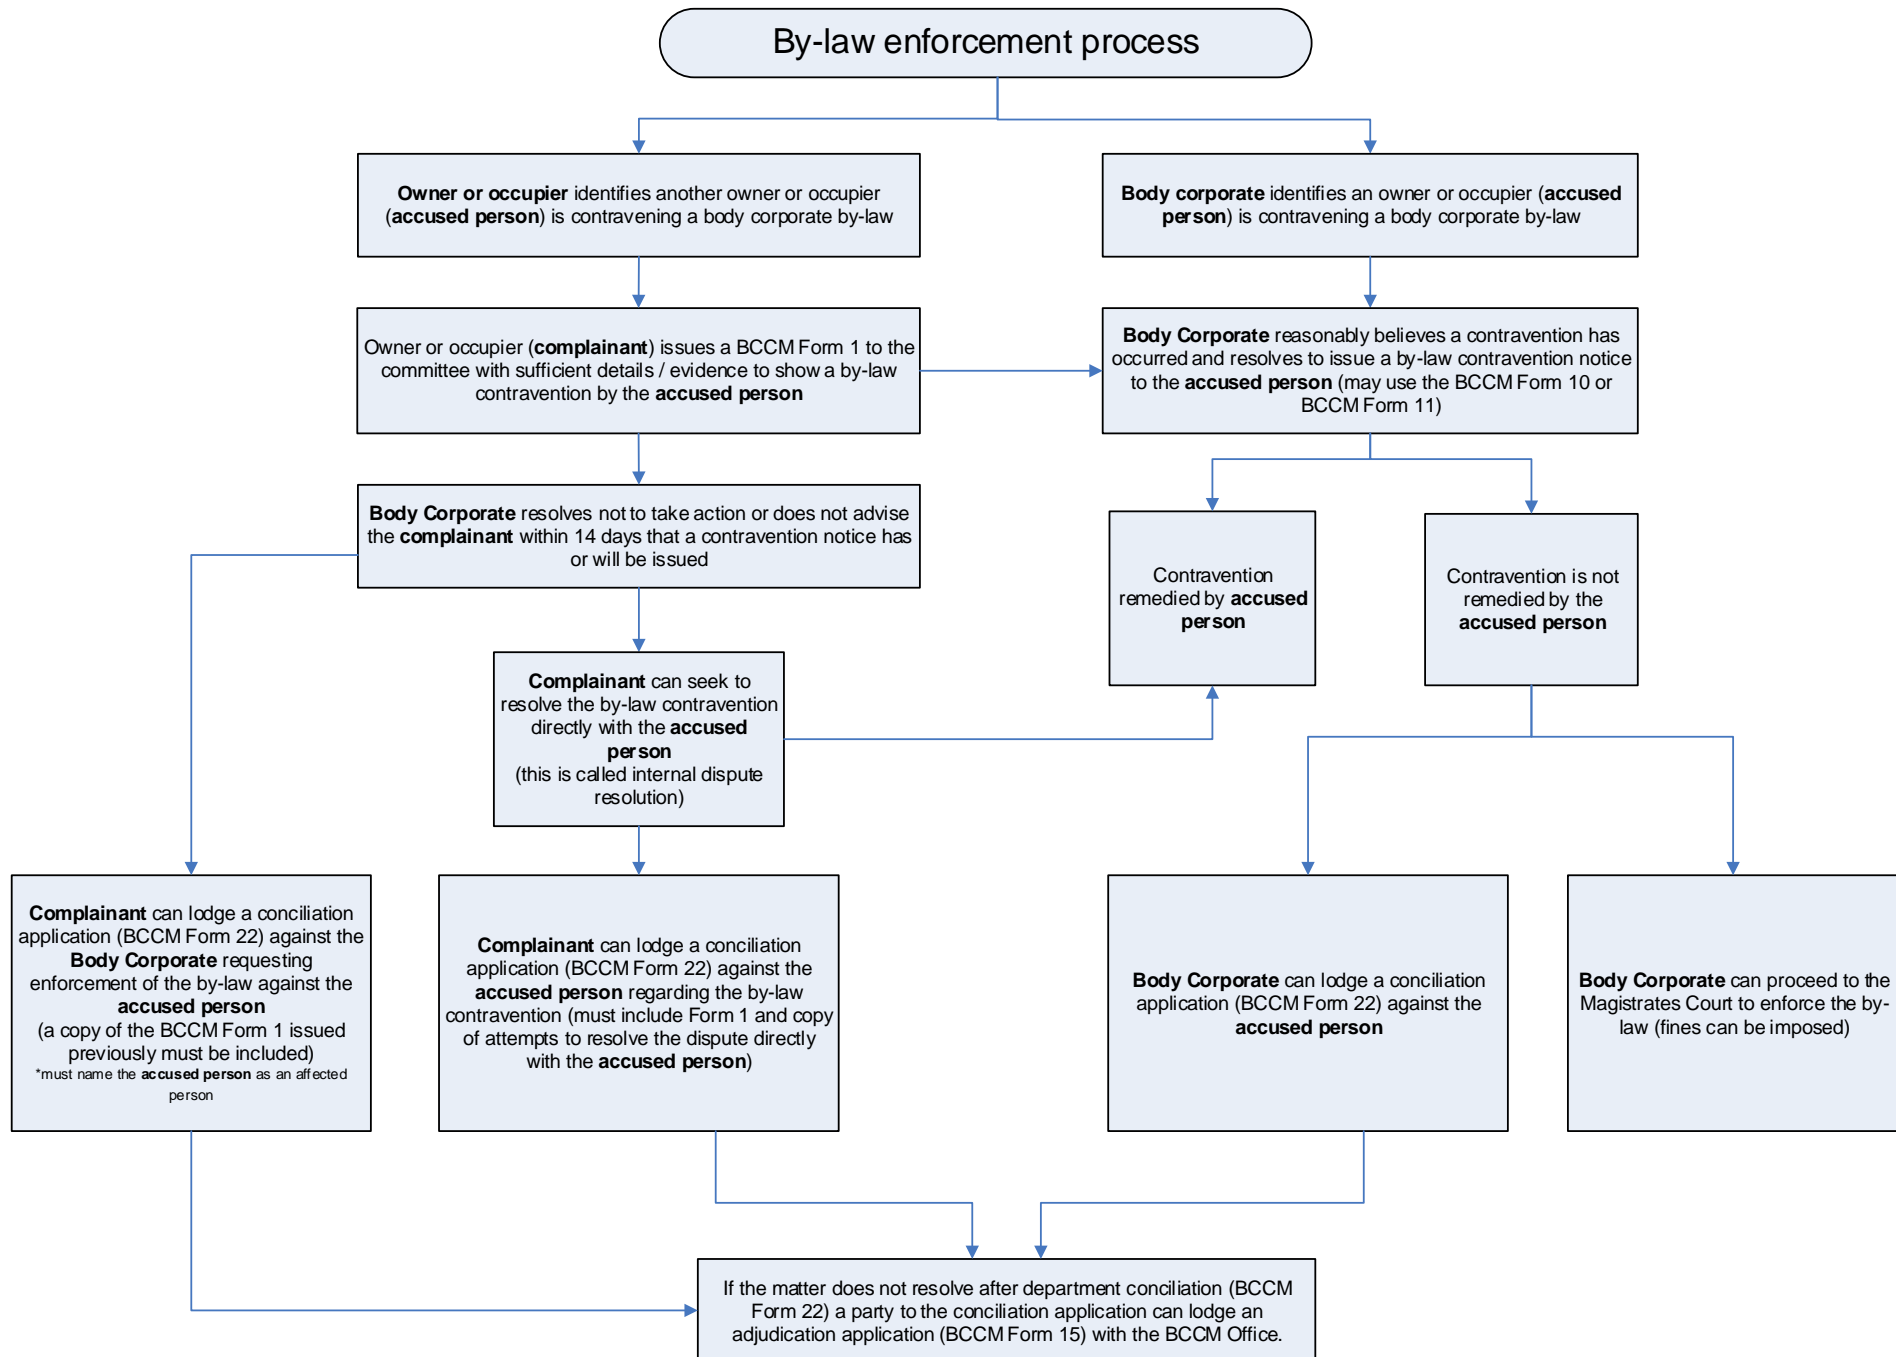 By-law enforcement process
Owner or occupier identifies another owner or occupier
(accused person) is contravening a body corporate by-law
Body corporate identifies an owner or occupier (accused
person) is contravening a body corporate by-law
Owner or occupier (complainant) issues a BCCM Form 1 to the
committee with sufficient details / evidence to show a by-law
contravention by the accused person
Body Corporate reasonably believes a contravention has
occurred and resolves to issue a by-law contravention notice
to the accused person (may use the BCCM Form 10 or
BCCM Form 11)
Body Corporate resolves not to take action or does not advise
the complainant within 14 days that a contravention notice has
or will be issued
Contravention
remedied by accused
person
Contravention is not
remedied by the
accused person
Complainant can seek to
resolve the by-law contravention
directly with the accused
person
(this is called internal dispute
resolution)
Complainant can lodge a conciliation
application (BCCM Form 22) against the
Body Corporate requesting
enforcement of the by-law against the
accused person
(a copy of the BCCM Form 1 issued
previously must be included)
*must name the accused person as an affected
person
Complainant can lodge a conciliation
application (BCCM Form 22) against the
accused person regarding the by-law
contravention (must include Form 1 and copy
of attempts to resolve the dispute directly
with the accused person)
Body Corporate can lodge a conciliation
application (BCCM Form 22) against the
accused person
Body Corporate can proceed to the
Magistrates Court to enforce the by-
law (fines can be imposed)
If the matter does not resolve after department conciliation (BCCM
Form 22) a party to the conciliation application can lodge an
adjudication application (BCCM Form 15) with the BCCM Office.